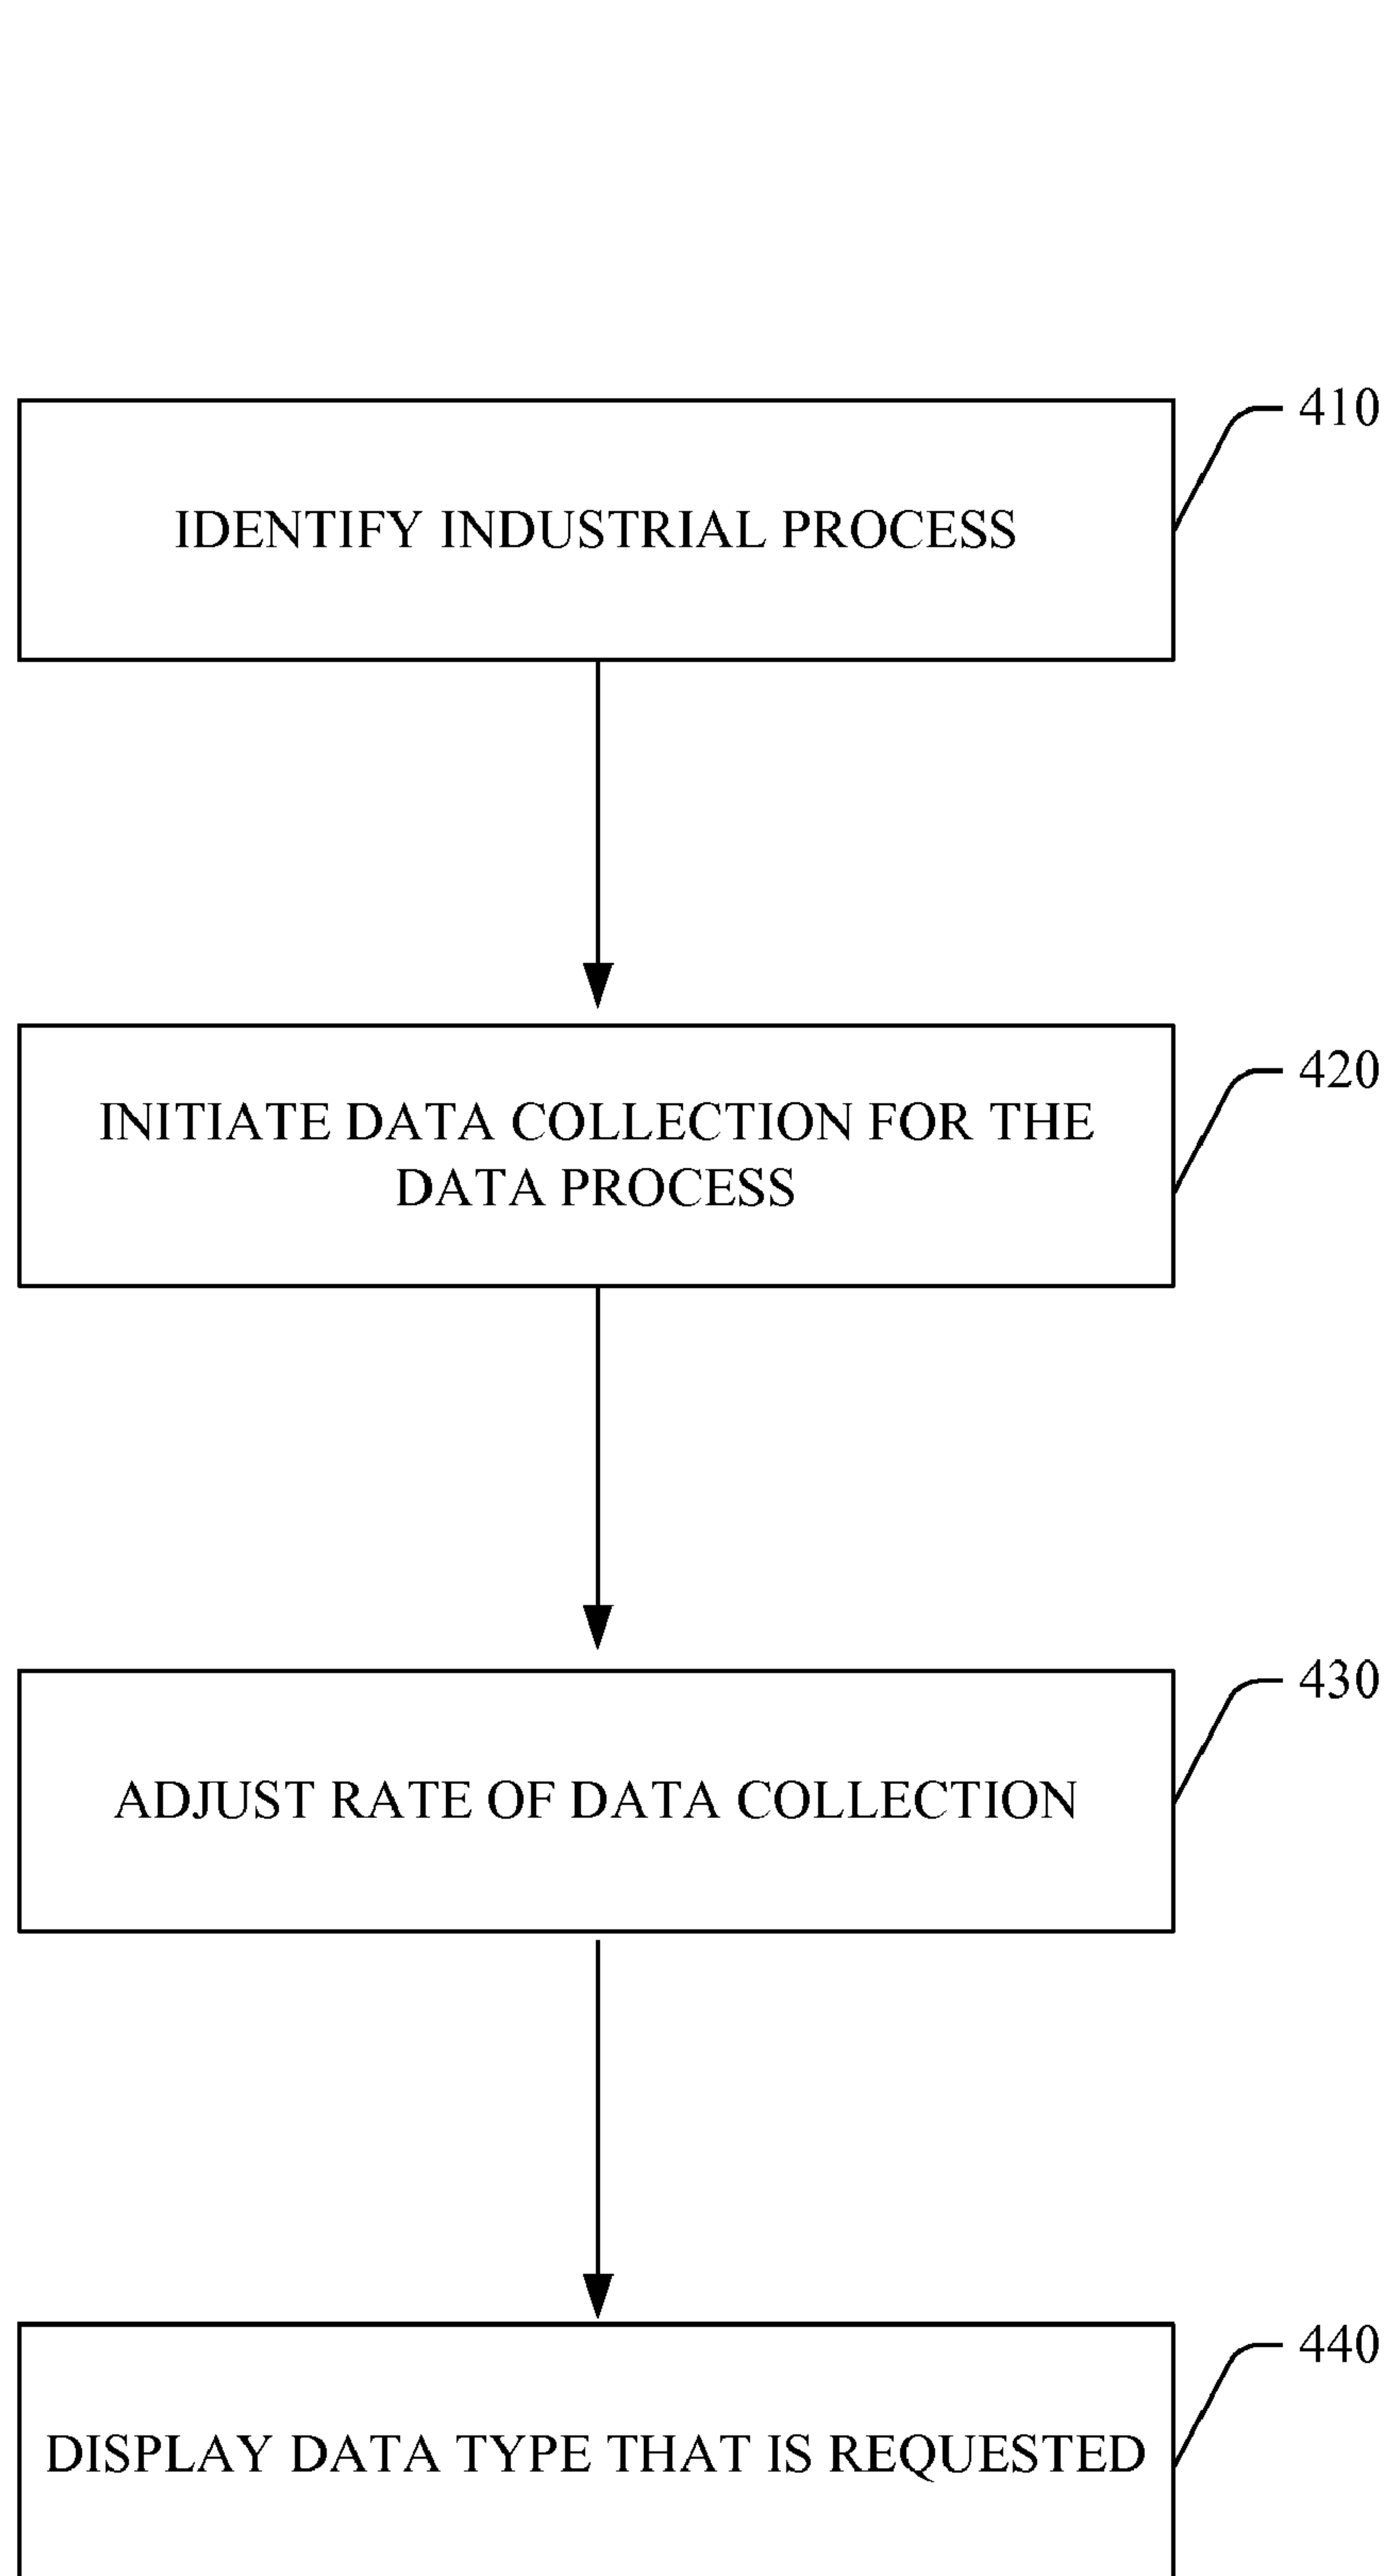 410
IDENTIFY INDUSTRIAL PROCESS
420
INITIATE DATA COLLECTION FOR THE
DATA PROCESS
430
ADJUST RATE OF DATA COLLECTION
440
DISPLAY DATA TYPE THAT IS REQUESTED